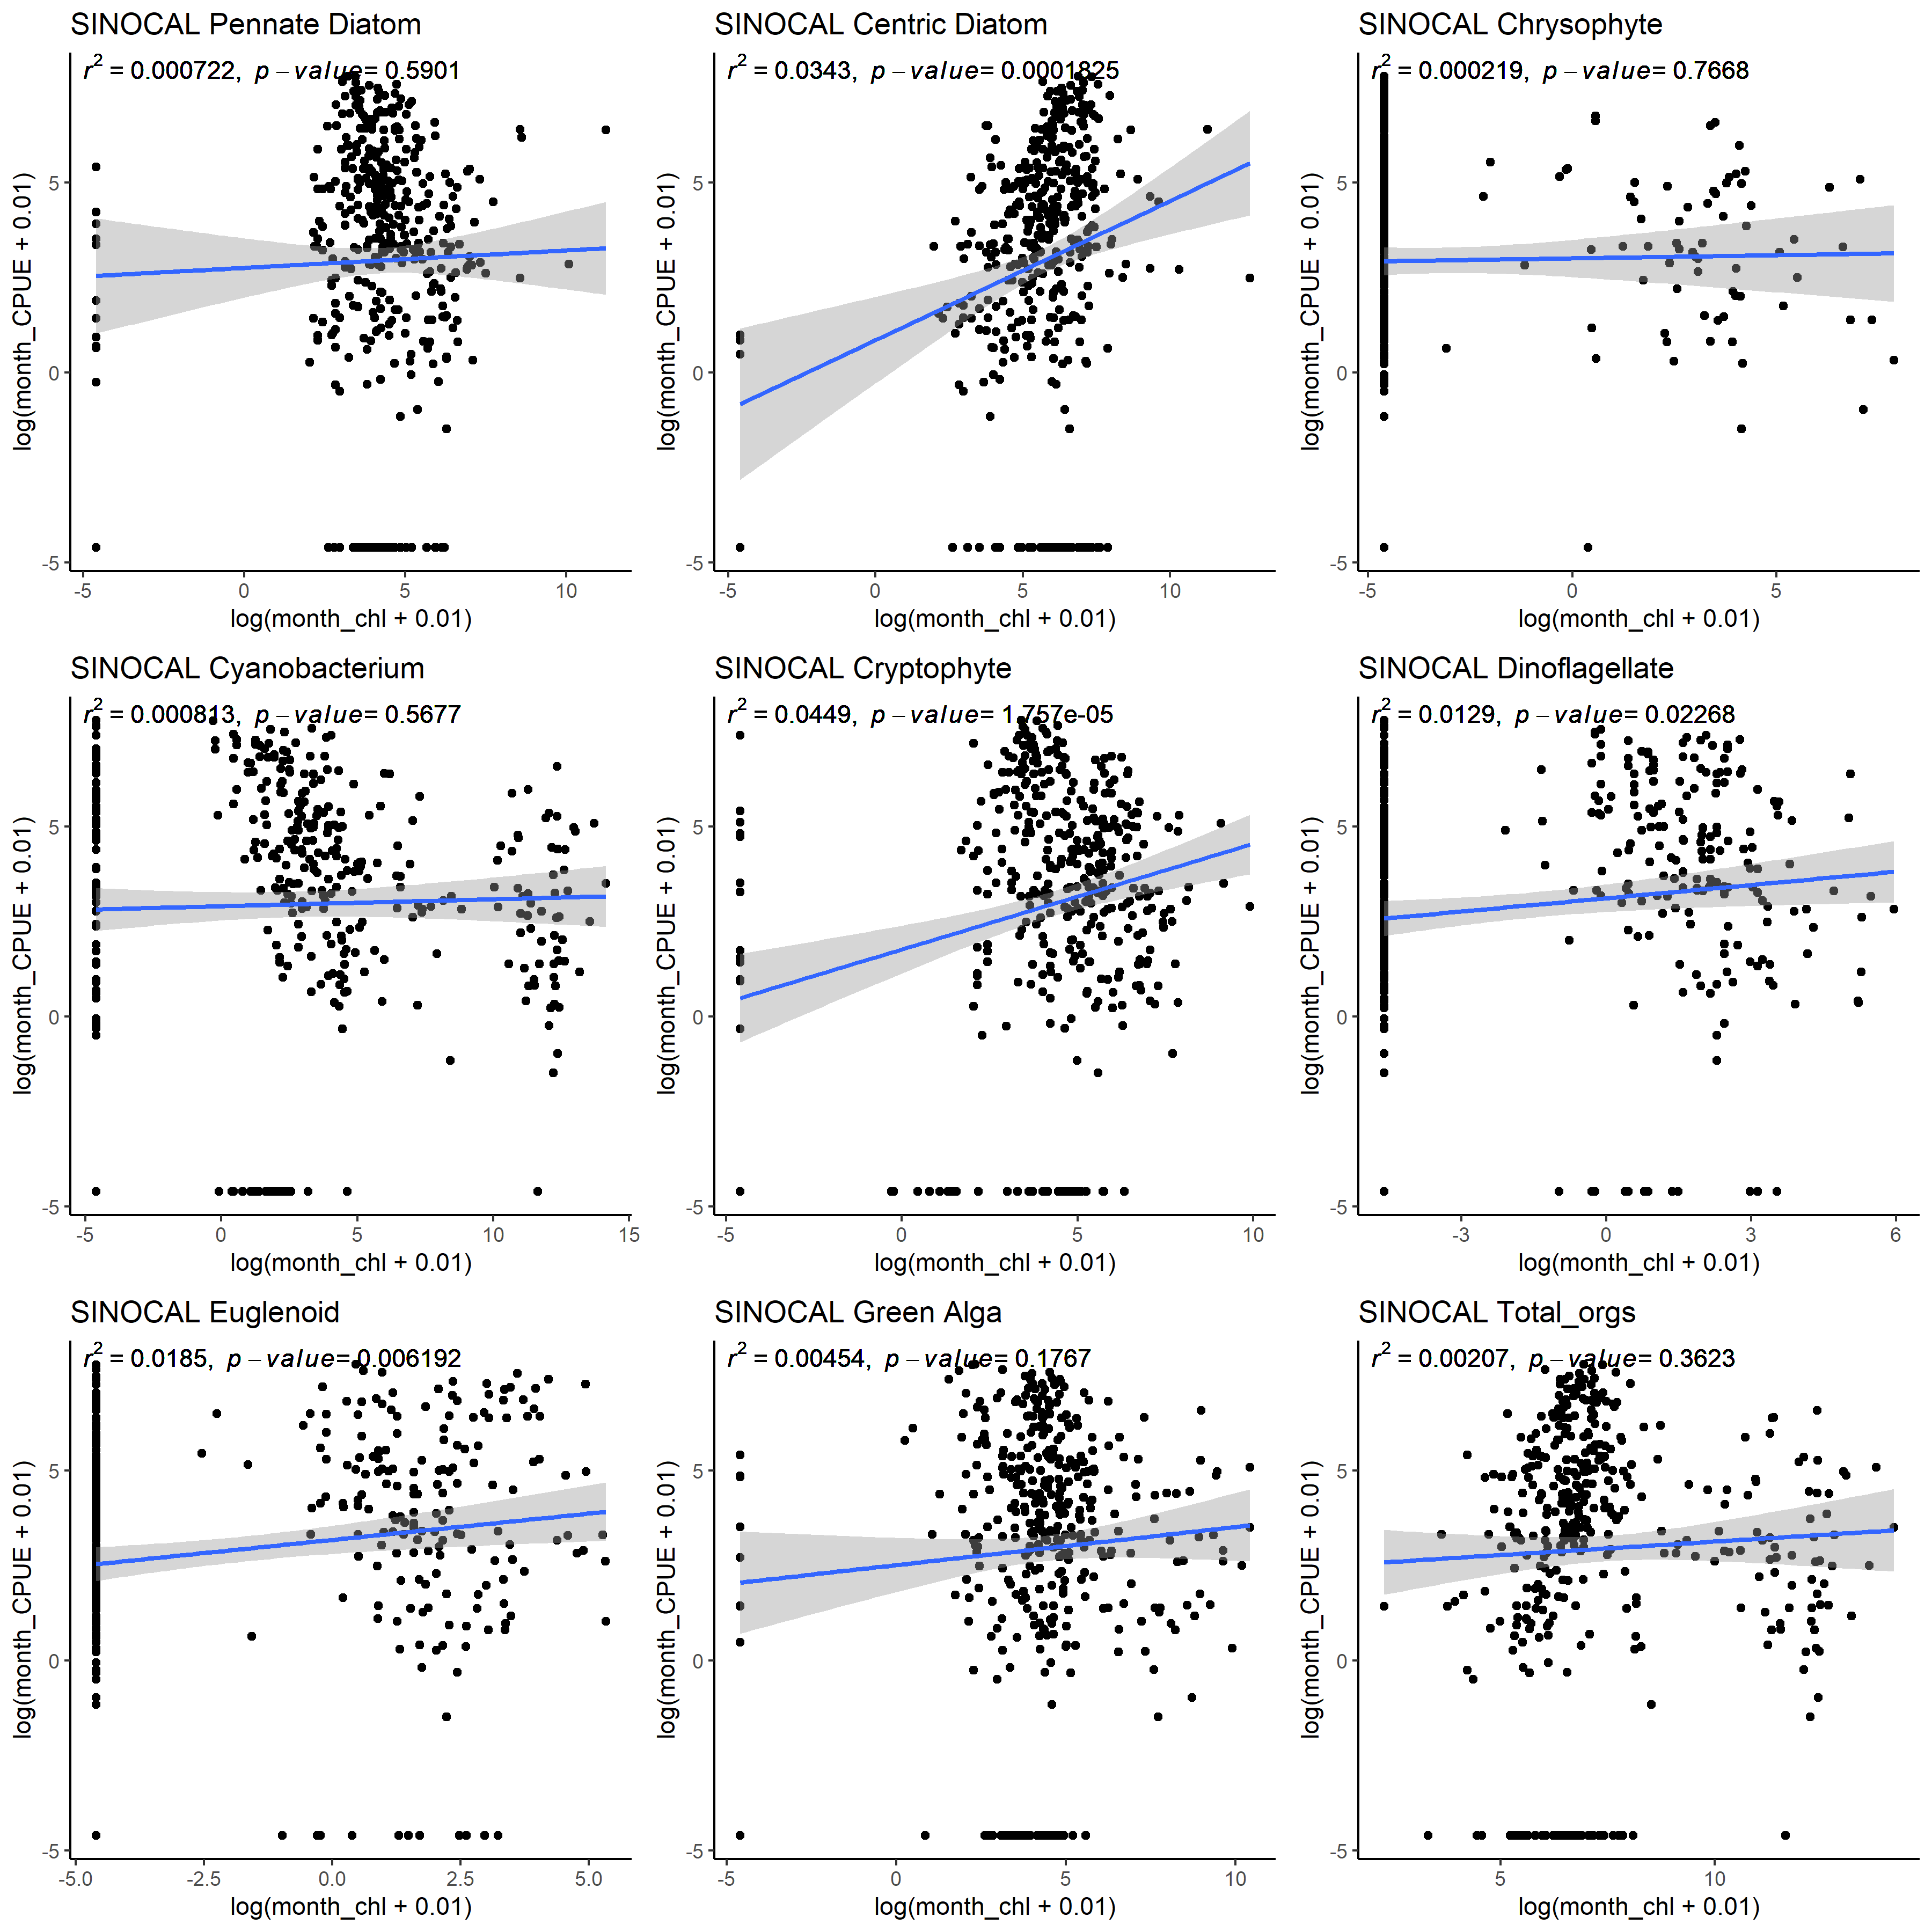 SINOCAL Pennate Diatom
r² = 0.000722, p−value= 0.5901
log(month_CPUE + 0.01)
5
0
-5
-5 0 5 10
log(month_chl + 0.01)
SINOCAL Centric Diatom
r² = 0.0343, p−value= 0.0001825
log(month_CPUE + 0.01)
5
0
-5
-5 0 5 10
log(month_chl + 0.01)
SINOCAL Chrysophyte
r² = 0.000219, p−value= 0.7668
log(month_CPUE + 0.01)
5
0
-5
-5 0 5
log(month_chl + 0.01)
SINOCAL Cyanobacterium
r² = 0.000813, p−value= 0.5677
log(month_CPUE + 0.01)
5
0
-5
-5 0 5 10 15
log(month_chl + 0.01)
SINOCAL Cryptophyte
r² = 0.0449, p−value= 1.757e-05
log(month_CPUE + 0.01)
5
0
-5
-5 0 5 10
log(month_chl + 0.01)
SINOCAL Dinoflagellate
r² = 0.0129, p−value= 0.02268
log(month_CPUE + 0.01)
5
0
-5
-3 0 3 6
log(month_chl + 0.01)
SINOCAL Euglenoid
r² = 0.0185, p−value= 0.006192
log(month_CPUE + 0.01)
5
0
-5
-5.0 -2.5 0.0 2.5 5.0
log(month_chl + 0.01)
SINOCAL Green Alga
r² = 0.00454, p−value= 0.1767
log(month_CPUE + 0.01)
5
0
-5
-5 0 5 10
log(month_chl + 0.01)
SINOCAL Total_orgs
r² = 0.00207, p−value= 0.3623
log(month_CPUE + 0.01)
5
0
-5
5 10
log(month_chl + 0.01)